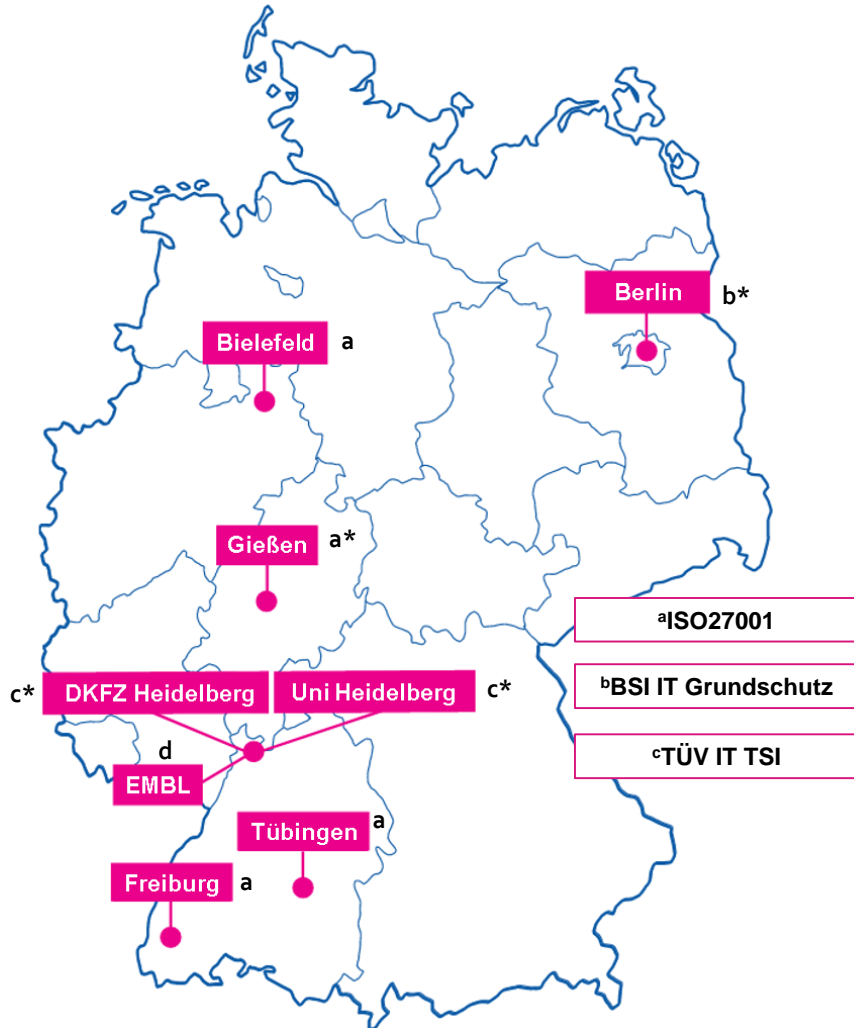 Berlin b*
Bielefeld a
Gießen a*
ᵃISO27001
c* DKFZ Heidelberg Uni Heidelberg c*
ᵇBSI IT Grundschutz
d
ᶜTÜV IT TSI
EMBL
Tübingen a
Freiburg a